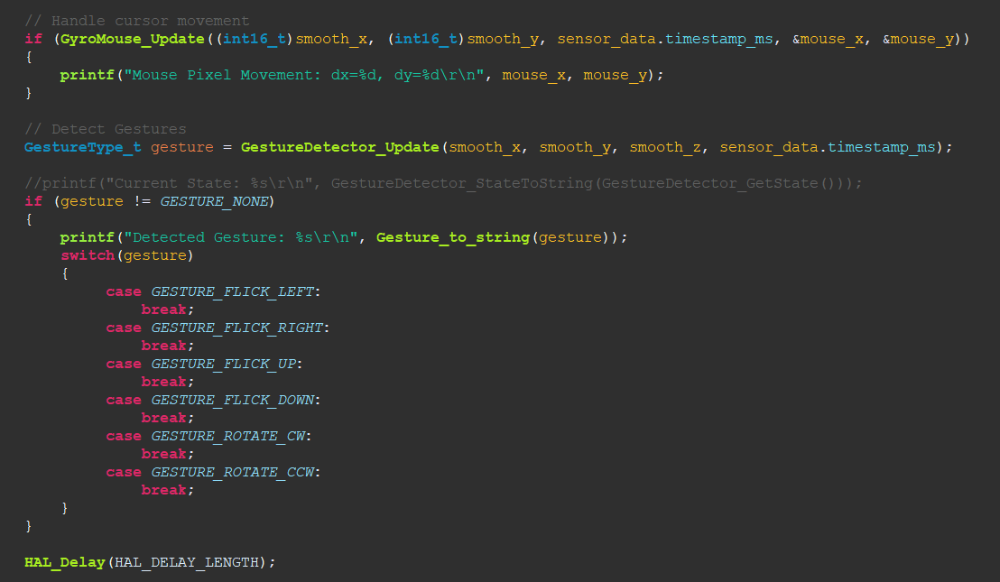 // Handle cursor movement
if (GyroMouse_Update((int16_t)smooth_x, (int16_t)smooth_y, sensor_data.timestamp_ms, &mouse_x, &mouse_y))
{
    printf("Mouse Pixel Movement: dx=%d, dy=%d\r\n", mouse_x, mouse_y);
}

// Detect Gestures
GestureType_t gesture = GestureDetector_Update(smooth_x, smooth_y, smooth_z, sensor_data.timestamp_ms);

//printf("Current State: %s\r\n", GestureDetector_StateToString(GestureDetector_GetState()));
if (gesture != GESTURE_NONE)
{
    printf("Detected Gesture: %s\r\n", Gesture_to_string(gesture));
    switch(gesture)
    {
         case GESTURE_FLICK_LEFT:
             break;
         case GESTURE_FLICK_RIGHT:
             break;
         case GESTURE_FLICK_UP:
             break;
         case GESTURE_FLICK_DOWN:
             break;
         case GESTURE_ROTATE_CW:
             break;
         case GESTURE_ROTATE_CCW:
             break;
    }
}

HAL_Delay(HAL_DELAY_LENGTH);